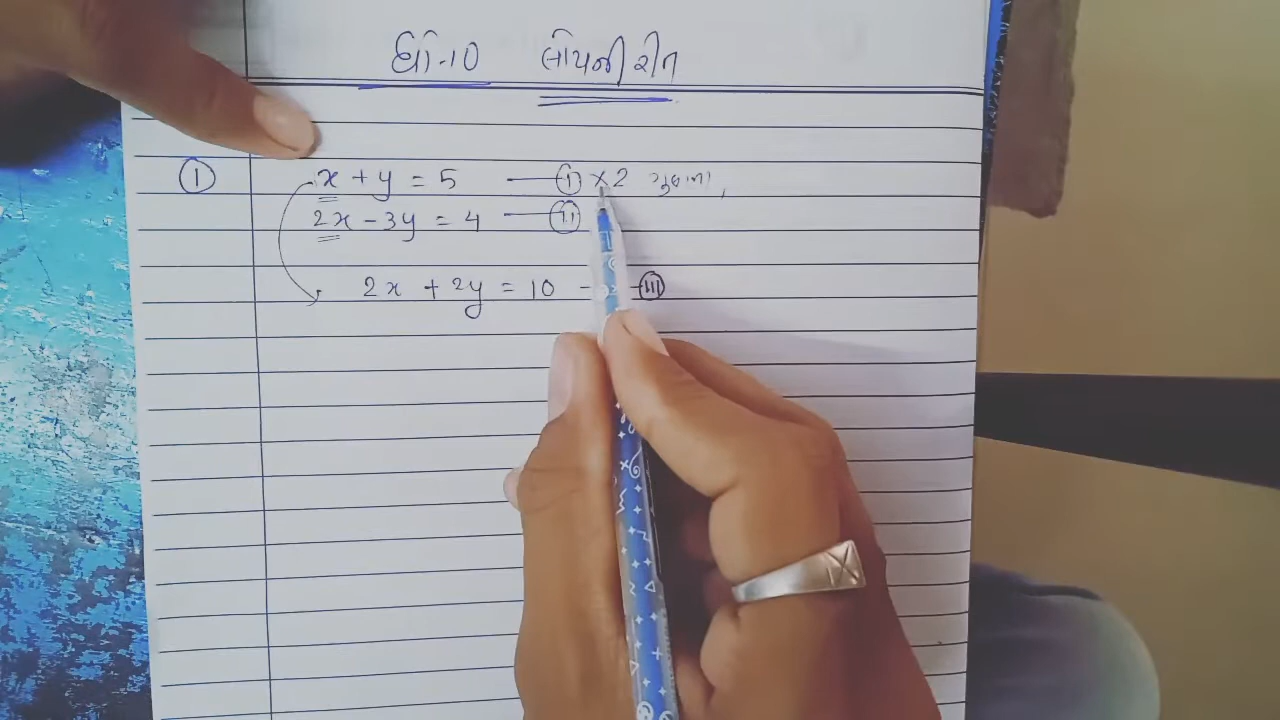 ધો-10 લોપની રીત
① x + y = 5 — ⓘ ×2 ગુણતા,
2x - 3y = 4 — ⓘⓘ
2x + 2y = 10 — ⓘⓘⓘ